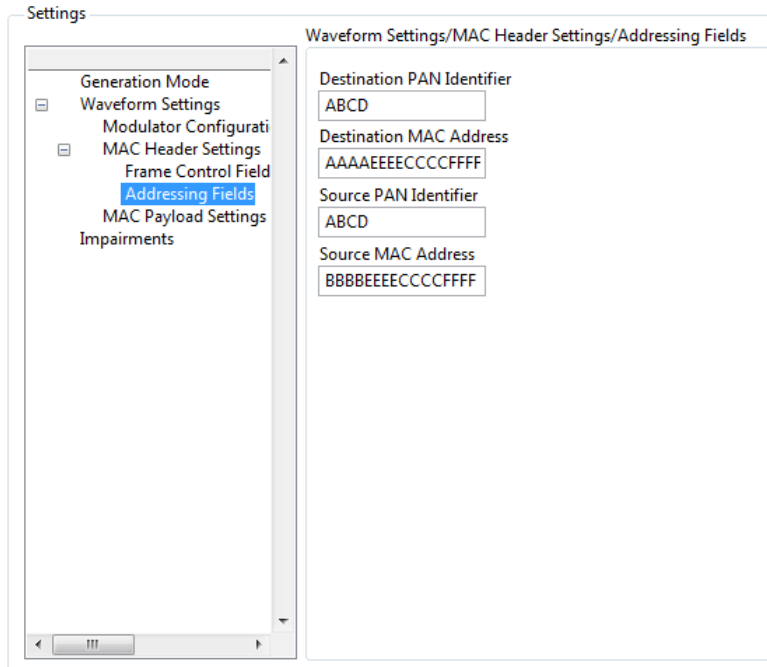 Settings
Waveform Settings/MAC Header Settings/Addressing Fields
Generation Mode
Waveform Settings
Modulator Configurati
MAC Header Settings
Frame Control Field
Addressing Fields
MAC Payload Settings
Impairments
Destination PAN Identifier
ABCD
Destination MAC Address
AAAAEEEECCCCFFFF
Source PAN Identifier
ABCD
Source MAC Address
BBBBEEEECCCCFFFF